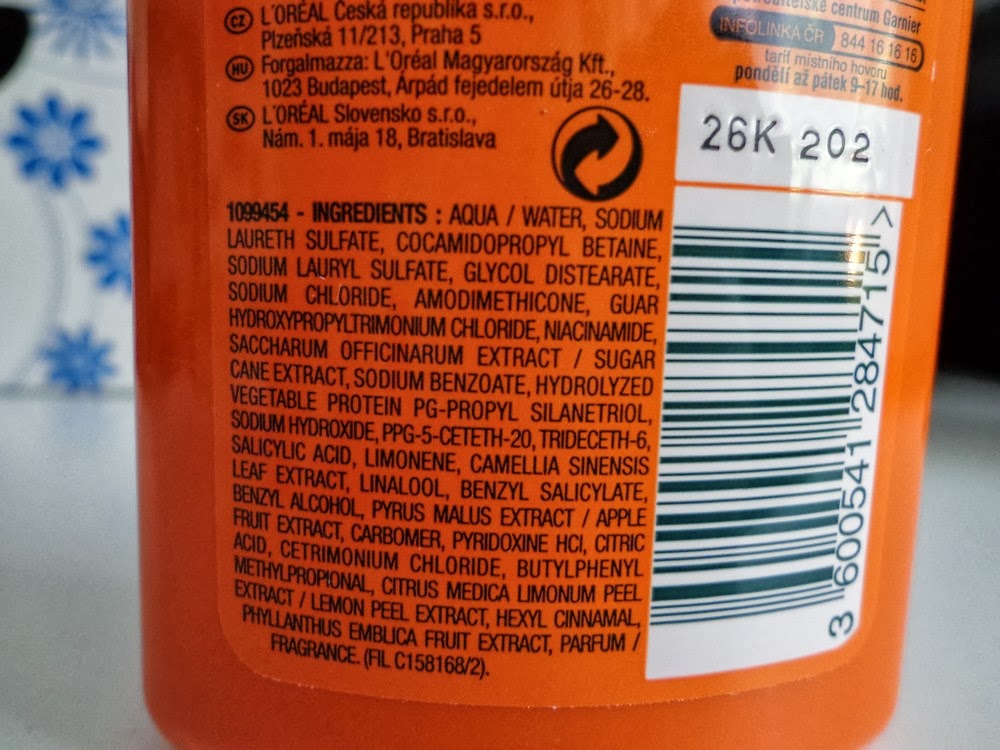 CZ L'ORÉAL Česká republika s.r.o.,
Plzeňská 11/213, Praha 5
HU Forgalmazza: L'Oréal Magyarország Kft.,
1023 Budapest, Árpád fejedelem útja 26-28.
SK L'ORÉAL Slovensko s.r.o.,
Nám. 1. mája 18, Bratislava
centrum Garnier
INFOLINKA ČR 844 16 16 16
tarif místního hovoru
pondělí až pátek 9–17 hod.
26K 202
1099454 - INGREDIENTS : AQUA / WATER, SODIUM
LAURETH SULFATE, COCAMIDOPROPYL BETAINE,
SODIUM LAURYL SULFATE, GLYCOL DISTEARATE,
SODIUM CHLORIDE, AMODIMETHICONE, GUAR
HYDROXYPROPYLTRIMONIUM CHLORIDE, NIACINAMIDE,
SACCHARUM OFFICINARUM EXTRACT / SUGAR
CANE EXTRACT, SODIUM BENZOATE, HYDROLYZED
VEGETABLE PROTEIN PG-PROPYL SILANETRIOL,
SODIUM HYDROXIDE, PPG-5-CETETH-20, TRIDECETH-6,
SALICYLIC ACID, LIMONENE, CAMELLIA SINENSIS
LEAF EXTRACT, LINALOOL, BENZYL SALICYLATE,
BENZYL ALCOHOL, PYRUS MALUS EXTRACT / APPLE
FRUIT EXTRACT, CARBOMER, PYRIDOXINE HCI, CITRIC
ACID, CETRIMONIUM CHLORIDE, BUTYLPHENYL
METHYLPROPIONAL, CITRUS MEDICA LIMONUM PEEL
EXTRACT / LEMON PEEL EXTRACT, HEXYL CINNAMAL,
PHYLLANTHUS EMBLICA FRUIT EXTRACT, PARFUM /
FRAGRANCE. (FIL C158168/2).
3 600541 284715 >